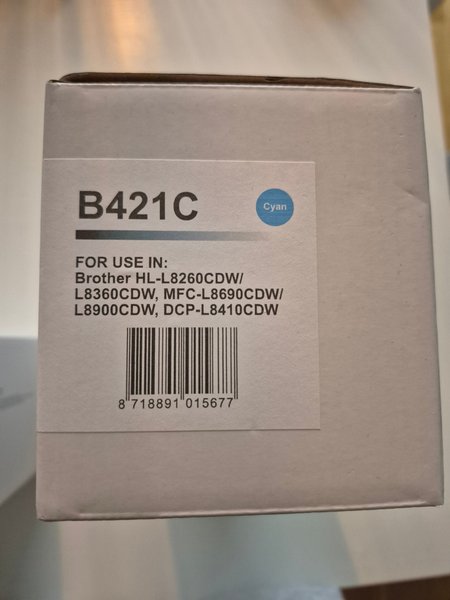 B421C
Cyan
FOR USE IN:
Brother HL-L8260CDW/
L8360CDW, MFC-L8690CDW/
L8900CDW, DCP-L8410CDW
8 718891 015677